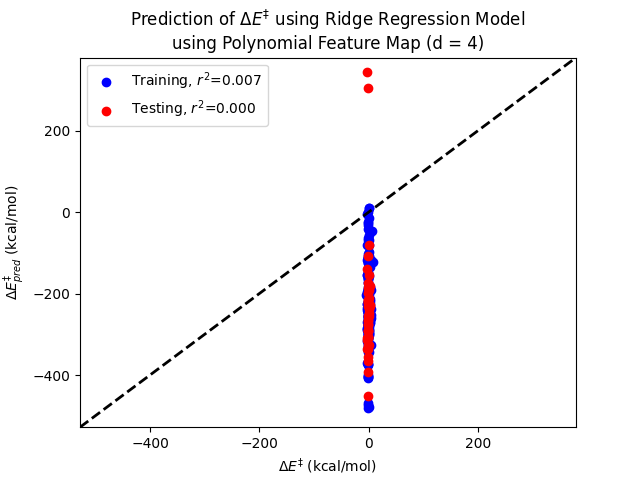 Prediction of ΔE‡ using Ridge Regression Model
using Polynomial Feature Map (d = 4)
Training, r²=0.007
Testing, r²=0.000
200
0
−200
−400
ΔE‡pred (kcal/mol)
−400 −200 0 200
ΔE‡ (kcal/mol)